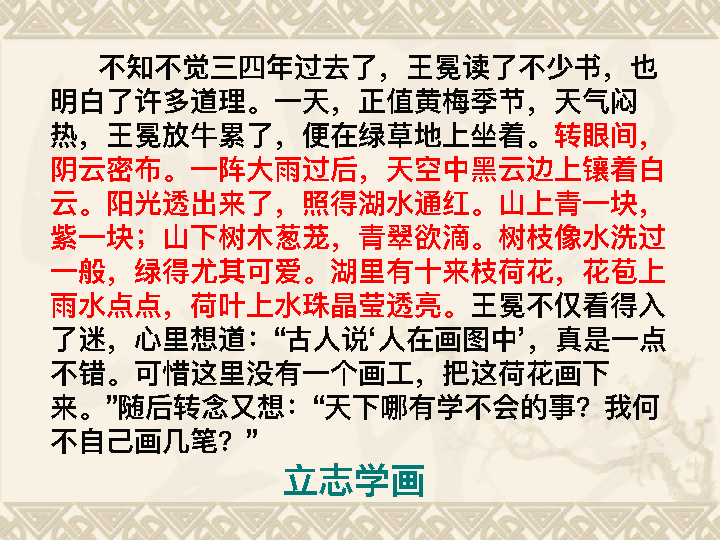 不知不觉三四年过去了，王冕读了不少书，也
明白了许多道理。一天，正值黄梅季节，天气闷
热，王冕放牛累了，便在绿草地上坐着。转眼间，
阴云密布。一阵大雨过后，天空中黑云边上镶着白
云。阳光透出来了，照得湖水通红。山上青一块，
紫一块；山下树木葱茏，青翠欲滴。树枝像水洗过
一般，绿得尤其可爱。湖里有十来枝荷花，花苞上
雨水点点，荷叶上水珠晶莹透亮。王冕不仅看得入
了迷，心里想道：“古人说‘人在画图中’，真是一点
不错。可惜这里没有一个画工，把这荷花画下
来。”随后转念又想：“天下哪有学不会的事？我何
不自己画几笔？”
立志学画